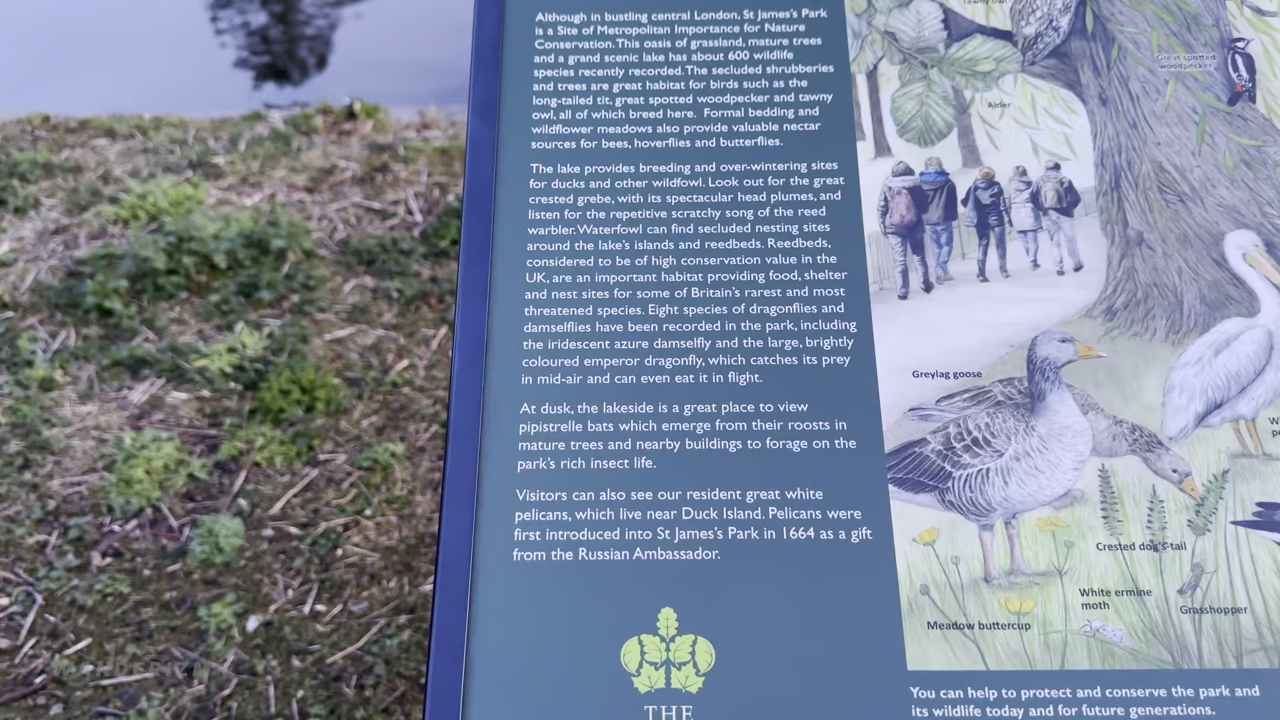 Although in bustling central London, St James's Park
is a Site of Metropolitan Importance for Nature
Conservation. This oasis of grassland, mature trees
and a grand scenic lake has about 600 wildlife
species recently recorded. The secluded shrubberies
and trees are great habitat for birds such as the
long-tailed tit, great spotted woodpecker and tawny
owl, all of which breed here. Formal bedding and
wildflower meadows also provide valuable nectar
sources for bees, hoverflies and butterflies.
The lake provides breeding and over-wintering sites
for ducks and other wildfowl. Look out for the great
crested grebe, with its spectacular head plumes, and
listen for the repetitive scratchy song of the reed
warbler. Waterfowl can find secluded nesting sites
around the lake's islands and reedbeds. Reedbeds,
considered to be of high conservation value in the
UK, are an important habitat providing food, shelter
and nest sites for some of Britain's rarest and most
threatened species. Eight species of dragonflies and
damselflies have been recorded in the park, including
the iridescent azure damselfly and the large, brightly
coloured emperor dragonfly, which catches its prey
in mid-air and can even eat it in flight.
At dusk, the lakeside is a great place to view
pipistrelle bats which emerge from their roosts in
mature trees and nearby buildings to forage on the
park's rich insect life.
Visitors can also see our resident great white
pelicans, which live near Duck Island. Pelicans were
first introduced into St James's Park in 1664 as a gift
from the Russian Ambassador.
THE
Tawny owl
Great spotted
woodpecker
Alder
Greylag goose
Crested dog's-tail
White ermine
moth
Grasshopper
Meadow buttercup
You can help to protect and conserve the park and
its wildlife today and for future generations.